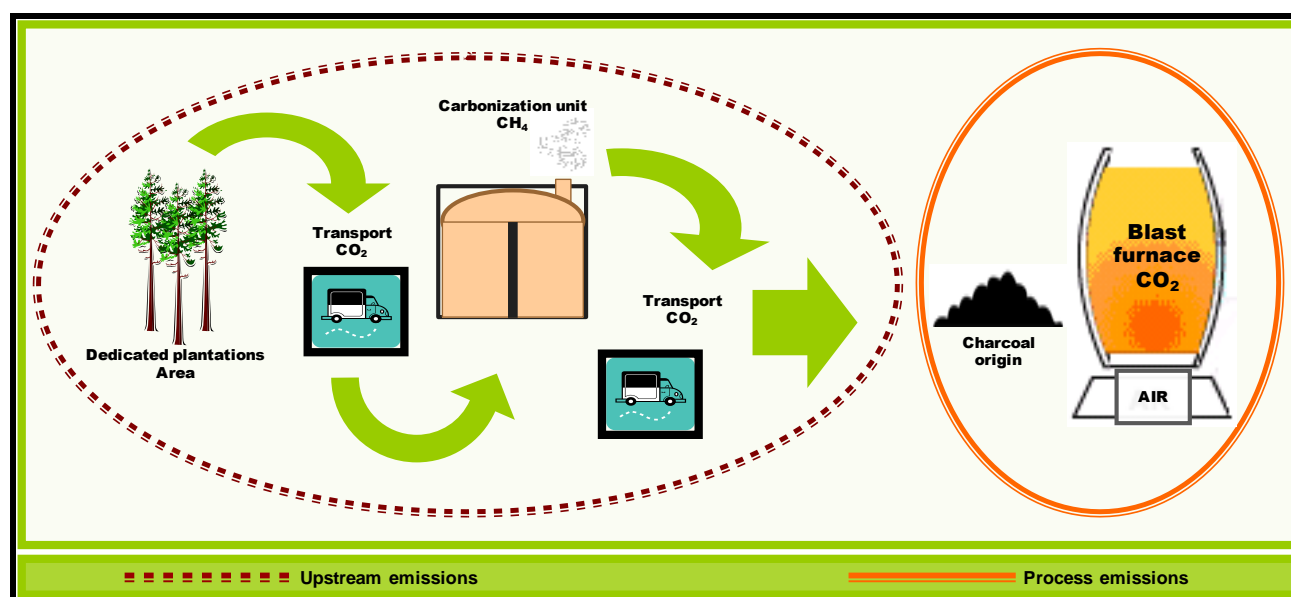 Carbonization unit
CH₄
Transport
CO₂
Dedicated plantations
Area
Transport
CO₂
Charcoal
origin
Blast
furnace
CO₂
AIR
Upstream emissions
Process emissions